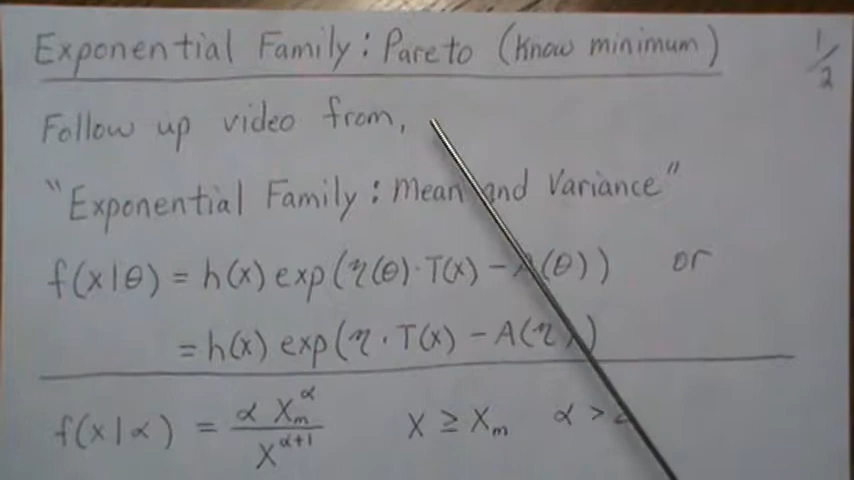 Exponential Family: Pareto (Know minimum) 1/2
Follow up video from,
"Exponential Family: Mean and Variance"
f(x|θ) = h(x) exp(η(θ)·T(x) - A(θ)) or
= h(x) exp(η · T(x) - A(η))
f(x|α) = α X_m^α / X^(α+1) X ≥ X_m α >